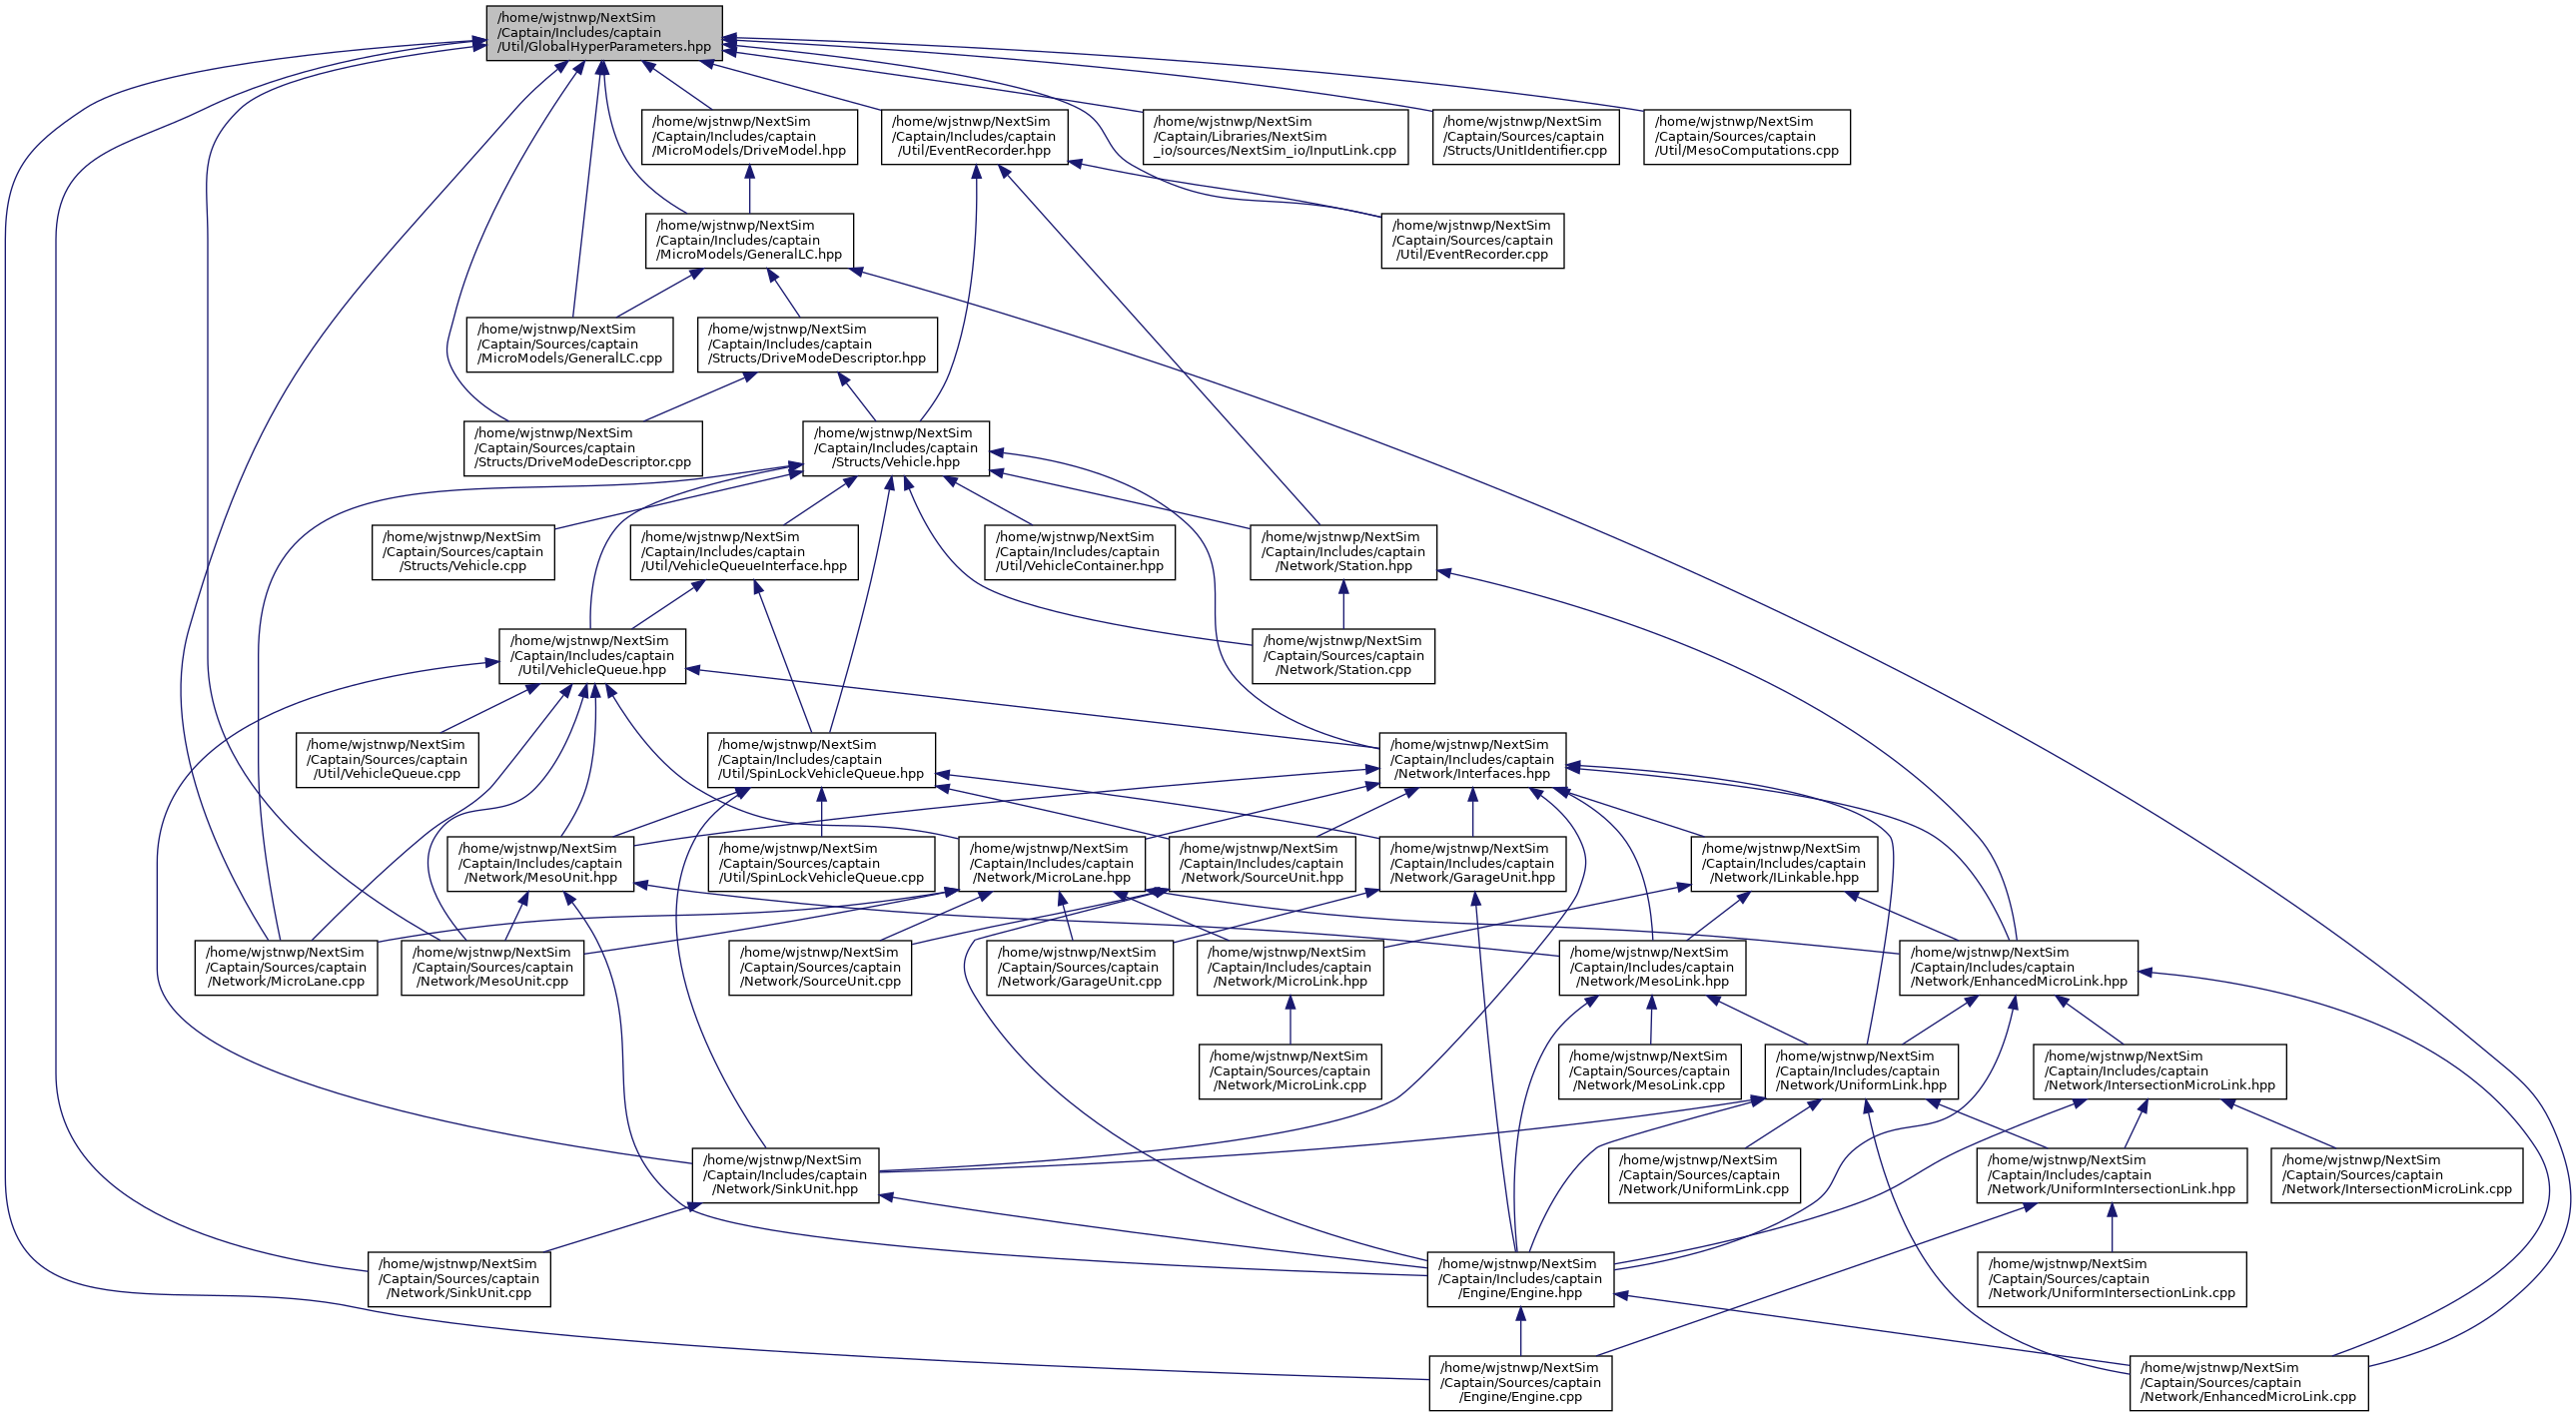 /home/wjstnwp/NextSim
/Captain/Includes/captain
/Util/GlobalHyperParameters.hpp
/home/wjstnwp/NextSim
/Captain/Includes/captain
/MicroModels/DriveModel.hpp
/home/wjstnwp/NextSim
/Captain/Includes/captain
/Util/EventRecorder.hpp
/home/wjstnwp/NextSim
/Captain/Libraries/NextSim
_io/sources/NextSim_io/InputLink.cpp
/home/wjstnwp/NextSim
/Captain/Sources/captain
/Structs/UnitIdentifier.cpp
/home/wjstnwp/NextSim
/Captain/Sources/captain
/Util/MesoComputations.cpp
/home/wjstnwp/NextSim
/Captain/Includes/captain
/MicroModels/GeneralLC.hpp
/home/wjstnwp/NextSim
/Captain/Sources/captain
/Util/EventRecorder.cpp
/home/wjstnwp/NextSim
/Captain/Sources/captain
/MicroModels/GeneralLC.cpp
/home/wjstnwp/NextSim
/Captain/Includes/captain
/Structs/DriveModeDescriptor.hpp
/home/wjstnwp/NextSim
/Captain/Sources/captain
/Structs/DriveModeDescriptor.cpp
/home/wjstnwp/NextSim
/Captain/Includes/captain
/Structs/Vehicle.hpp
/home/wjstnwp/NextSim
/Captain/Sources/captain
/Structs/Vehicle.cpp
/home/wjstnwp/NextSim
/Captain/Includes/captain
/Util/VehicleQueueInterface.hpp
/home/wjstnwp/NextSim
/Captain/Includes/captain
/Util/VehicleContainer.hpp
/home/wjstnwp/NextSim
/Captain/Includes/captain
/Network/Station.hpp
/home/wjstnwp/NextSim
/Captain/Includes/captain
/Util/VehicleQueue.hpp
/home/wjstnwp/NextSim
/Captain/Sources/captain
/Network/Station.cpp
/home/wjstnwp/NextSim
/Captain/Sources/captain
/Util/VehicleQueue.cpp
/home/wjstnwp/NextSim
/Captain/Includes/captain
/Util/SpinLockVehicleQueue.hpp
/home/wjstnwp/NextSim
/Captain/Includes/captain
/Network/Interfaces.hpp
/home/wjstnwp/NextSim
/Captain/Includes/captain
/Network/MesoUnit.hpp
/home/wjstnwp/NextSim
/Captain/Sources/captain
/Util/SpinLockVehicleQueue.cpp
/home/wjstnwp/NextSim
/Captain/Includes/captain
/Network/MicroLane.hpp
/home/wjstnwp/NextSim
/Captain/Includes/captain
/Network/SourceUnit.hpp
/home/wjstnwp/NextSim
/Captain/Includes/captain
/Network/GarageUnit.hpp
/home/wjstnwp/NextSim
/Captain/Includes/captain
/Network/ILinkable.hpp
/home/wjstnwp/NextSim
/Captain/Sources/captain
/Network/MicroLane.cpp
/home/wjstnwp/NextSim
/Captain/Sources/captain
/Network/MesoUnit.cpp
/home/wjstnwp/NextSim
/Captain/Sources/captain
/Network/SourceUnit.cpp
/home/wjstnwp/NextSim
/Captain/Sources/captain
/Network/GarageUnit.cpp
/home/wjstnwp/NextSim
/Captain/Includes/captain
/Network/MicroLink.hpp
/home/wjstnwp/NextSim
/Captain/Includes/captain
/Network/MesoLink.hpp
/home/wjstnwp/NextSim
/Captain/Includes/captain
/Network/EnhancedMicroLink.hpp
/home/wjstnwp/NextSim
/Captain/Sources/captain
/Network/MicroLink.cpp
/home/wjstnwp/NextSim
/Captain/Sources/captain
/Network/MesoLink.cpp
/home/wjstnwp/NextSim
/Captain/Includes/captain
/Network/UniformLink.hpp
/home/wjstnwp/NextSim
/Captain/Includes/captain
/Network/IntersectionMicroLink.hpp
/home/wjstnwp/NextSim
/Captain/Includes/captain
/Network/SinkUnit.hpp
/home/wjstnwp/NextSim
/Captain/Sources/captain
/Network/UniformLink.cpp
/home/wjstnwp/NextSim
/Captain/Includes/captain
/Network/UniformIntersectionLink.hpp
/home/wjstnwp/NextSim
/Captain/Sources/captain
/Network/IntersectionMicroLink.cpp
/home/wjstnwp/NextSim
/Captain/Sources/captain
/Network/SinkUnit.cpp
/home/wjstnwp/NextSim
/Captain/Includes/captain
/Engine/Engine.hpp
/home/wjstnwp/NextSim
/Captain/Sources/captain
/Network/UniformIntersectionLink.cpp
/home/wjstnwp/NextSim
/Captain/Sources/captain
/Engine/Engine.cpp
/home/wjstnwp/NextSim
/Captain/Sources/captain
/Network/EnhancedMicroLink.cpp